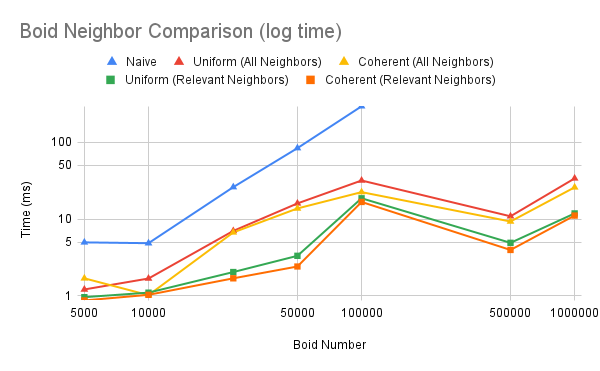 Boid Neighbor Comparison (log time)
Naive Uniform (All Neighbors) Coherent (All Neighbors)
Uniform (Relevant Neighbors) Coherent (Relevant Neighbors)
Time (ms)
100
50
10
5
1
5000 10000 50000 100000 500000 1000000
Boid Number